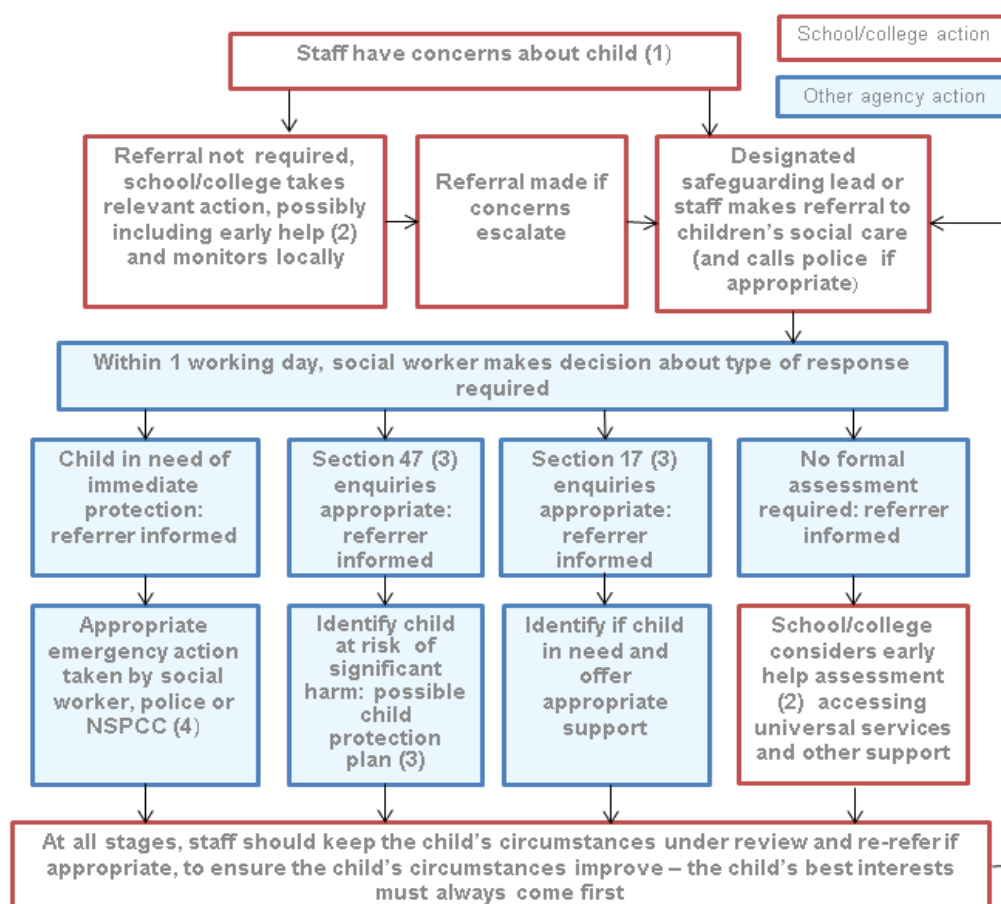 School/college action
Staff have concerns about child (1)
Other agency action
Referral not required,
school/college takes
relevant action, possibly
including early help (2)
and monitors locally
Referral made if
concerns
escalate
Designated
safeguarding lead or
staff makes referral to
children’s social care
(and calls police if
appropriate)
Within 1 working day, social worker makes decision about type of response
required
Child in need of
immediate
protection:
referrer informed
Section 47 (3)
enquiries
appropriate:
referrer
informed
Section 17 (3)
enquiries
appropriate:
referrer
informed
No formal
assessment
required: referrer
informed
Appropriate
emergency action
taken by social
worker, police or
NSPCC (4)
Identify child
at risk of
significant
harm: possible
child
protection
plan (3)
Identify if child
in need and
offer
appropriate
support
School/college
considers early
help assessment
(2) accessing
universal services
and other support
At all stages, staff should keep the child’s circumstances under review and re-refer if
appropriate, to ensure the child’s circumstances improve – the child’s best interests
must always come first